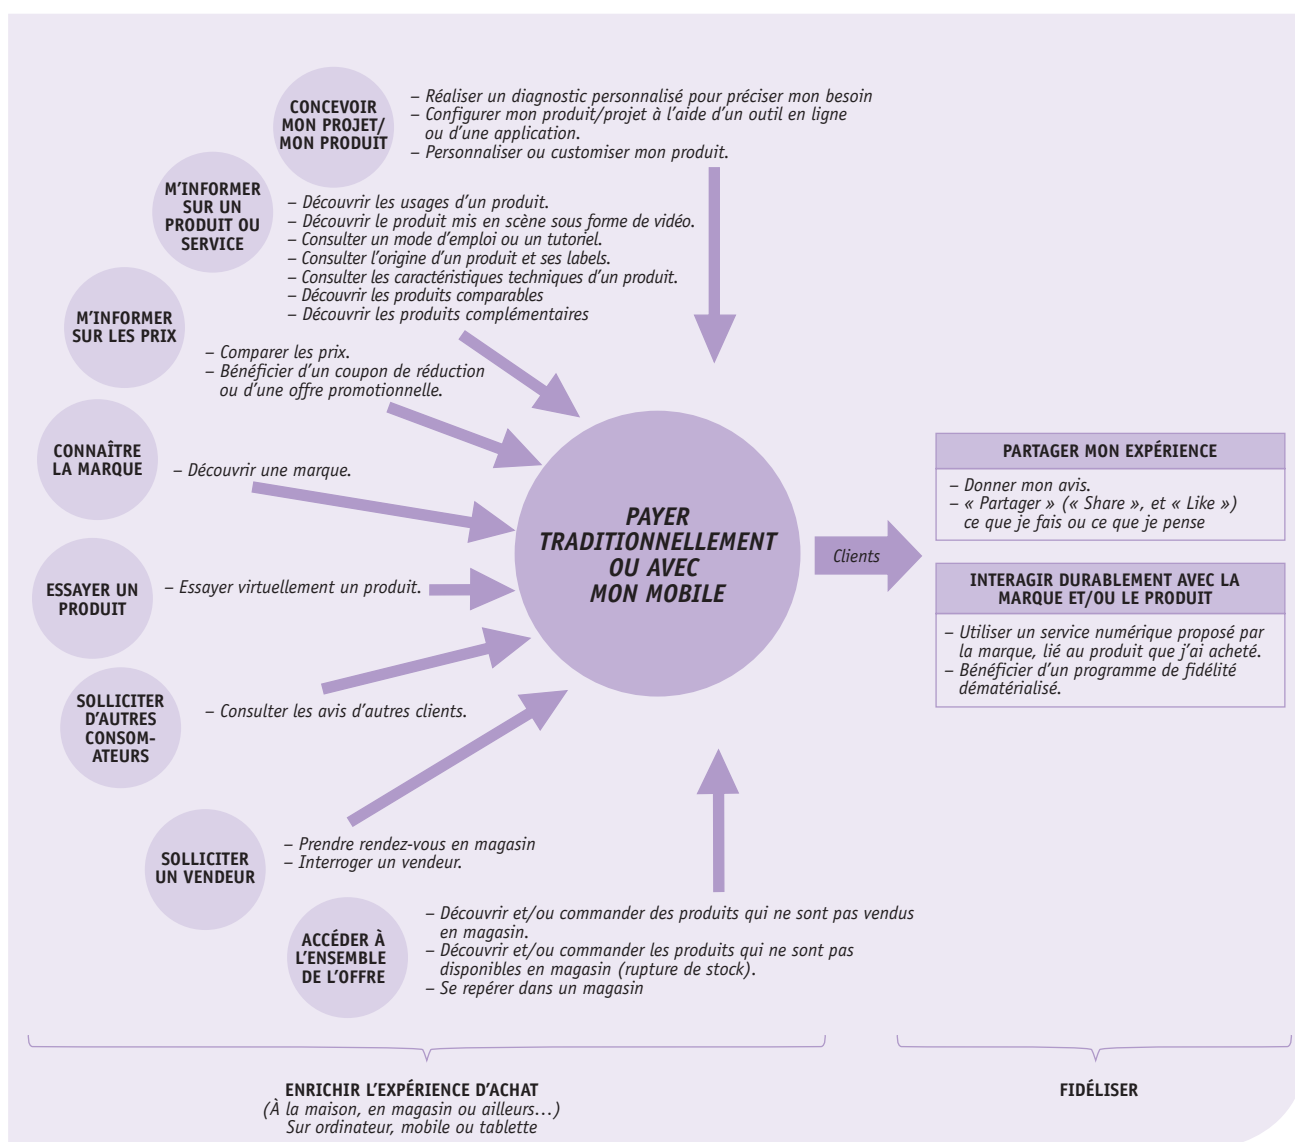 CONCEVOIR
MON PROJET/
MON PRODUIT
– Réaliser un diagnostic personnalisé pour préciser mon besoin
– Configurer mon produit/projet à l’aide d’un outil en ligne
ou d’une application.
– Personnaliser ou customiser mon produit.
M’INFORMER
SUR UN
PRODUIT OU
SERVICE
– Découvrir les usages d’un produit.
– Découvrir le produit mis en scène sous forme de vidéo.
– Consulter un mode d’emploi ou un tutoriel.
– Consulter l’origine d’un produit et ses labels.
– Consulter les caractéristiques techniques d’un produit.
– Découvrir les produits comparables
– Découvrir les produits complémentaires
M’INFORMER
SUR LES PRIX
– Comparer les prix.
– Bénéficier d’un coupon de réduction
ou d’une offre promotionnelle.
CONNAÎTRE
LA MARQUE
– Découvrir une marque.
ESSAYER UN
PRODUIT
– Essayer virtuellement un produit.
SOLLICITER
D’AUTRES
CONSOM-
ATEURS
– Consulter les avis d’autres clients.
SOLLICITER
UN VENDEUR
– Prendre rendez-vous en magasin
– Interroger un vendeur.
ACCÉDER À
L’ENSEMBLE
DE L’OFFRE
– Découvrir et/ou commander des produits qui ne sont pas vendus
en magasin.
– Découvrir et/ou commander les produits qui ne sont pas
disponibles en magasin (rupture de stock).
– Se repérer dans un magasin
PAYER
TRADITIONNELLEMENT
OU AVEC
MON MOBILE
Clients
PARTAGER MON EXPÉRIENCE
– Donner mon avis.
– « Partager » (« Share », et « Like »)
ce que je fais ou ce que je pense
INTERAGIR DURABLEMENT AVEC LA
MARQUE ET/OU LE PRODUIT
– Utiliser un service numérique proposé par
la marque, lié au produit que j’ai acheté.
– Bénéficier d’un programme de fidélité
dématérialisé.
ENRICHIR L’EXPÉRIENCE D’ACHAT
(À la maison, en magasin ou ailleurs…)
Sur ordinateur, mobile ou tablette
FIDÉLISER